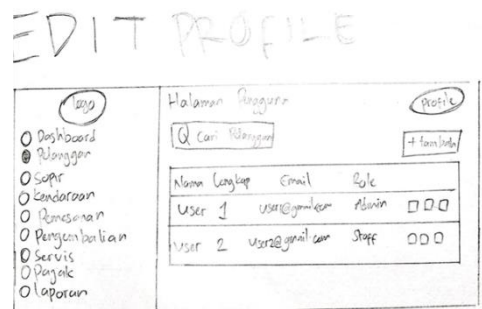 EDIT PROFILE
logo
Dashboard
Pelanggan
Sopir
Kendaraan
Pemesanan
Pengembalian
Servis
Pajak
laporan
Halaman Pengguna
profile
Q Cari Pelanggan
+ tambah
Nama Lengkap Email Role
User 1 user1@gmail.com Admin
User 2 user2@gmail.com Staff